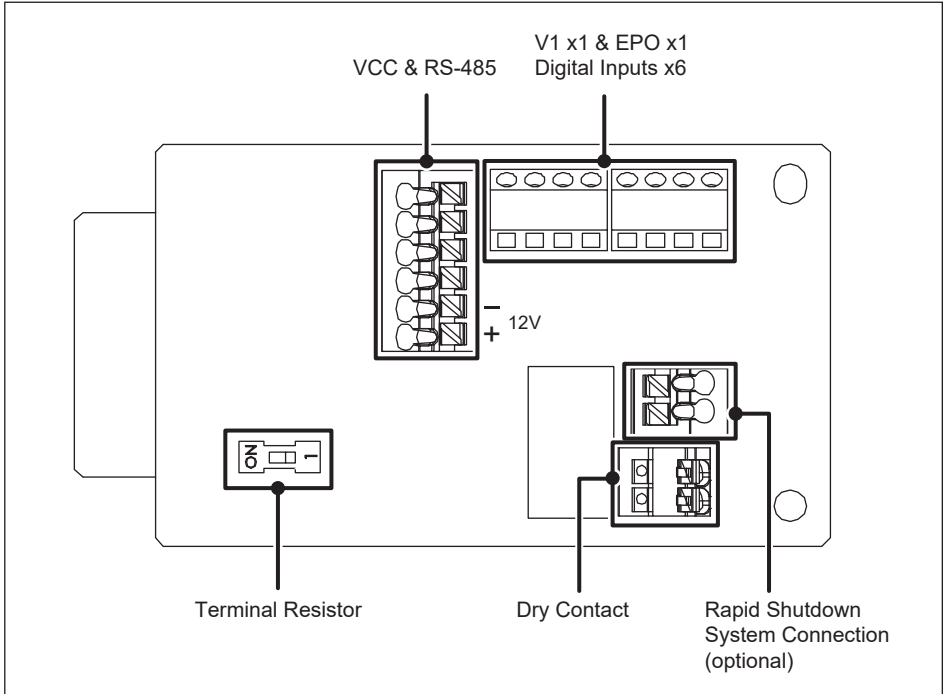 V1 x1 & EPO x1
Digital Inputs x6
VCC & RS-485
−
+ 12V
ON
1
Terminal Resistor
Dry Contact
Rapid Shutdown
System Connection
(optional)